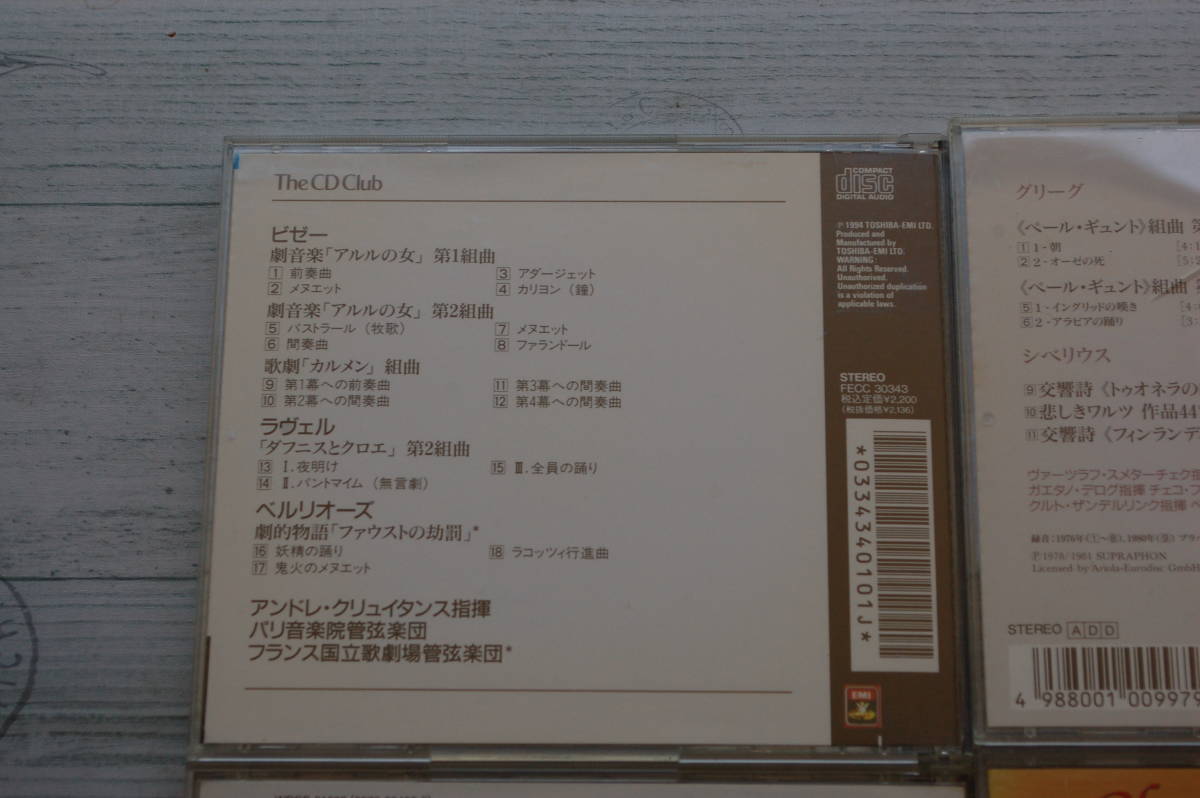 The CD Club
ビゼー
劇音楽「アルルの女」第1組曲
1 前奏曲
2 メヌエット
3 アダージェット
4 カリヨン（鐘）
劇音楽「アルルの女」第2組曲
5 パストラール（牧歌）
6 間奏曲
7 メヌエット
8 ファランドール
歌劇「カルメン」組曲
9 第1幕への前奏曲
10 第2幕への間奏曲
11 第3幕への間奏曲
12 第4幕への間奏曲
ラヴェル
「ダフニスとクロエ」第2組曲
13 Ⅰ.夜明け
14 Ⅱ.パントマイム（無言劇）
15 Ⅲ.全員の踊り
ベルリオーズ
劇的物語「ファウストの劫罰」*
16 妖精の踊り
17 鬼火のメヌエット
18 ラコッツィ行進曲
アンドレ・クリュイタンス指揮
パリ音楽院管弦楽団
フランス国立歌劇場管弦楽団*
COMPACT
disc
DIGITAL AUDIO
℗ 1994 TOSHIBA-EMI LTD.
Produced and
Manufactured by
TOSHIBA-EMI LTD.
WARNING:
All Rights Reserved.
Unauthorised.
Unauthorized duplication
is a violation of
applicable laws.
STEREO
FECC 30343
税込定価¥2,200
(税抜価格¥2,136)
*0334340101J*
EMI
グリーグ
《ペール・ギュント》組曲 第
1 1-朝 [4:
2 2-オーゼの死 [5:2
《ペール・ギュント》組曲 第
5 1-イングリッドの嘆き [4:
6 2-アラビアの踊り [3:
シベリウス
9 交響詩《トゥオネラの
10 悲しきワルツ 作品44
11 交響詩《フィンランデ
ヴァーツラフ・スメターチェク指
ガエタノ・デログ指揮 チェコ・フ
クルト・ザンデルリンク指揮 ベ
℗1976/1981 SUPRAPHON
Licensed by Ariola-Eurodisc GmbH
STEREO ADD
4 988001 009979